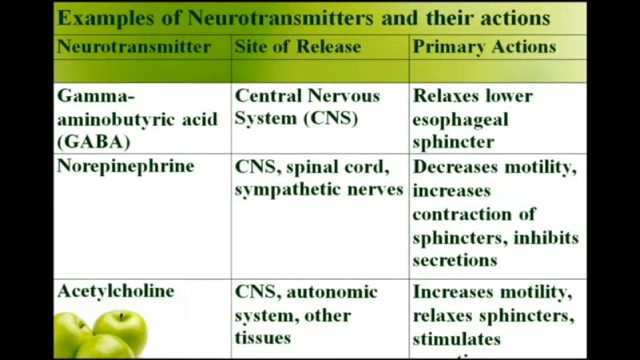 Examples of Neurotransmitters and their actions
Neurotransmitter
Site of Release
Primary Actions
Gamma-
aminobutyric acid
(GABA)
Central Nervous
System (CNS)
Relaxes lower
esophageal
sphincter
Norepinephrine
CNS, spinal cord,
sympathetic nerves
Decreases motility,
increases
contraction of
sphincters, inhibits
secretions
Acetylcholine
CNS, autonomic
system, other
tissues
Increases motility,
relaxes sphincters,
stimulates